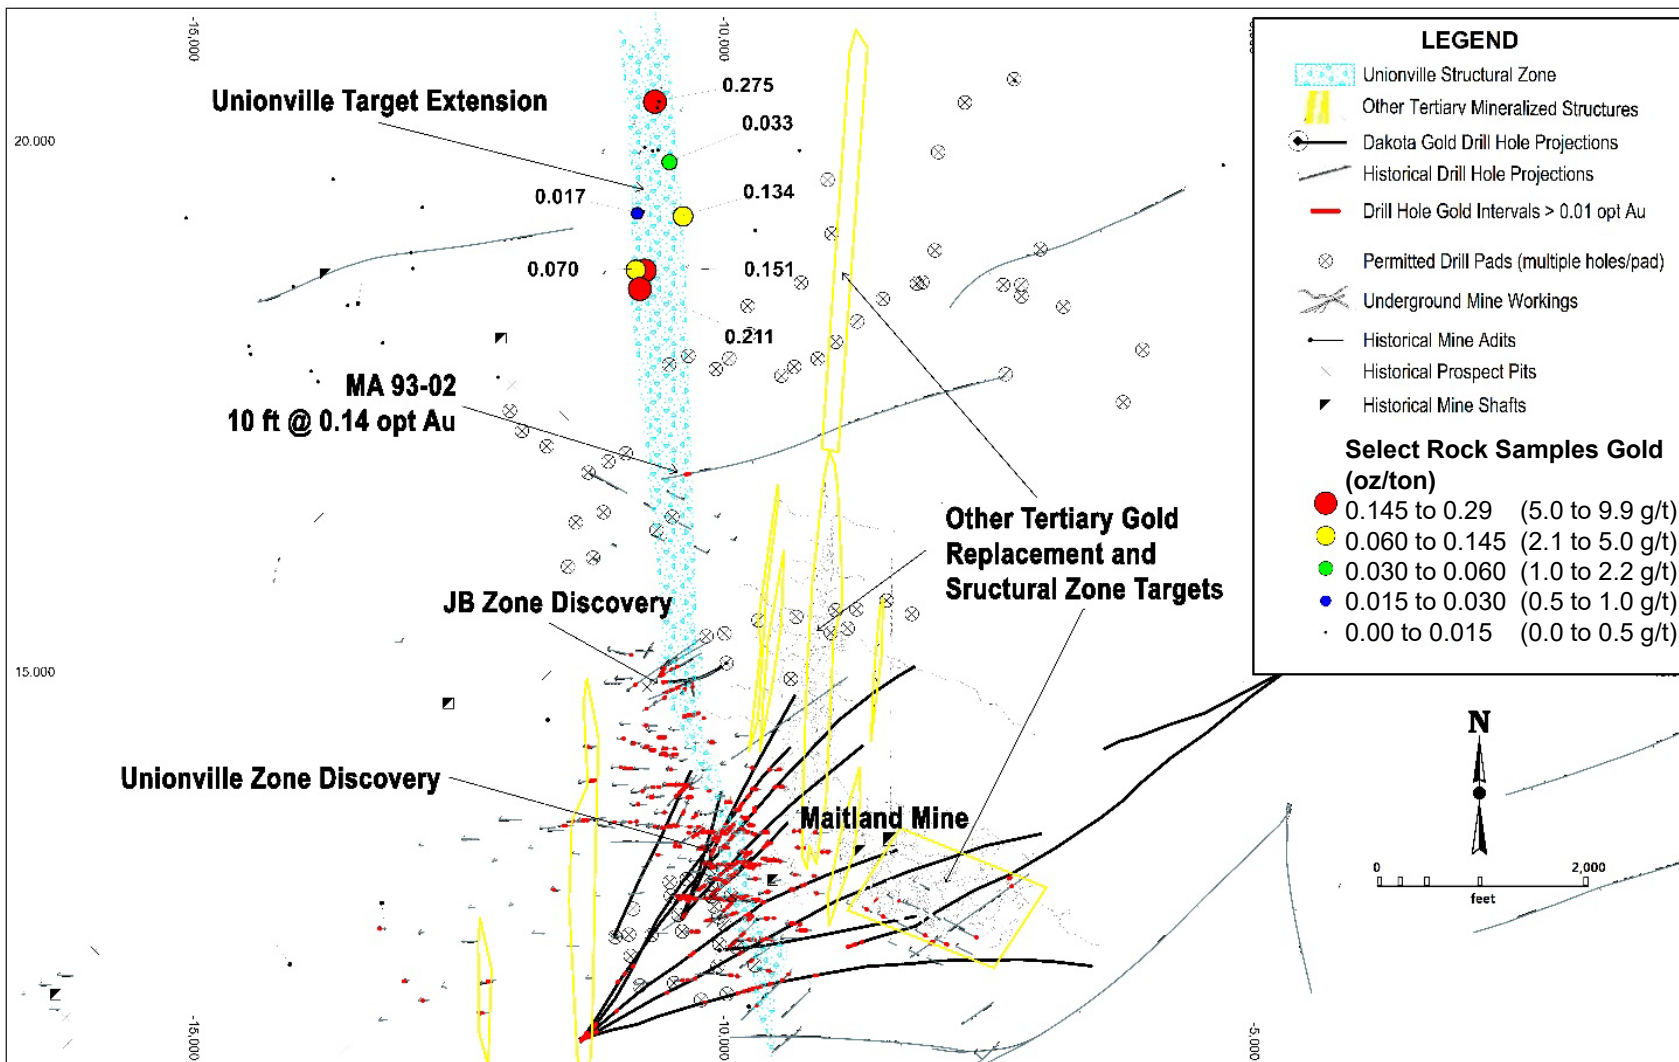 -15,000
-10,000
20.000
15.000
Unionville Target Extension
0.275
0.033
0.134
0.017
0.070
0.151
0.211
MA 93-02
10 ft @ 0.14 opt Au
JB Zone Discovery
Other Tertiary Gold
Replacement and
Sructural Zone Targets
Unionville Zone Discovery
Maitland Mine
-15,000
-10,000
-5,000
LEGEND
Unionville Structural Zone
Other Tertiary Mineralized Structures
Dakota Gold Drill Hole Projections
Historical Drill Hole Projections
Drill Hole Gold Intervals > 0.01 opt Au
Permitted Drill Pads (multiple holes/pad)
Underground Mine Workings
Historical Mine Adits
Historical Prospect Pits
Historical Mine Shafts
Select Rock Samples Gold
(oz/ton)
0.145 to 0.29 (5.0 to 9.9 g/t)
0.060 to 0.145 (2.1 to 5.0 g/t)
0.030 to 0.060 (1.0 to 2.2 g/t)
0.015 to 0.030 (0.5 to 1.0 g/t)
0.00 to 0.015 (0.0 to 0.5 g/t)
N
0 2,000
feet